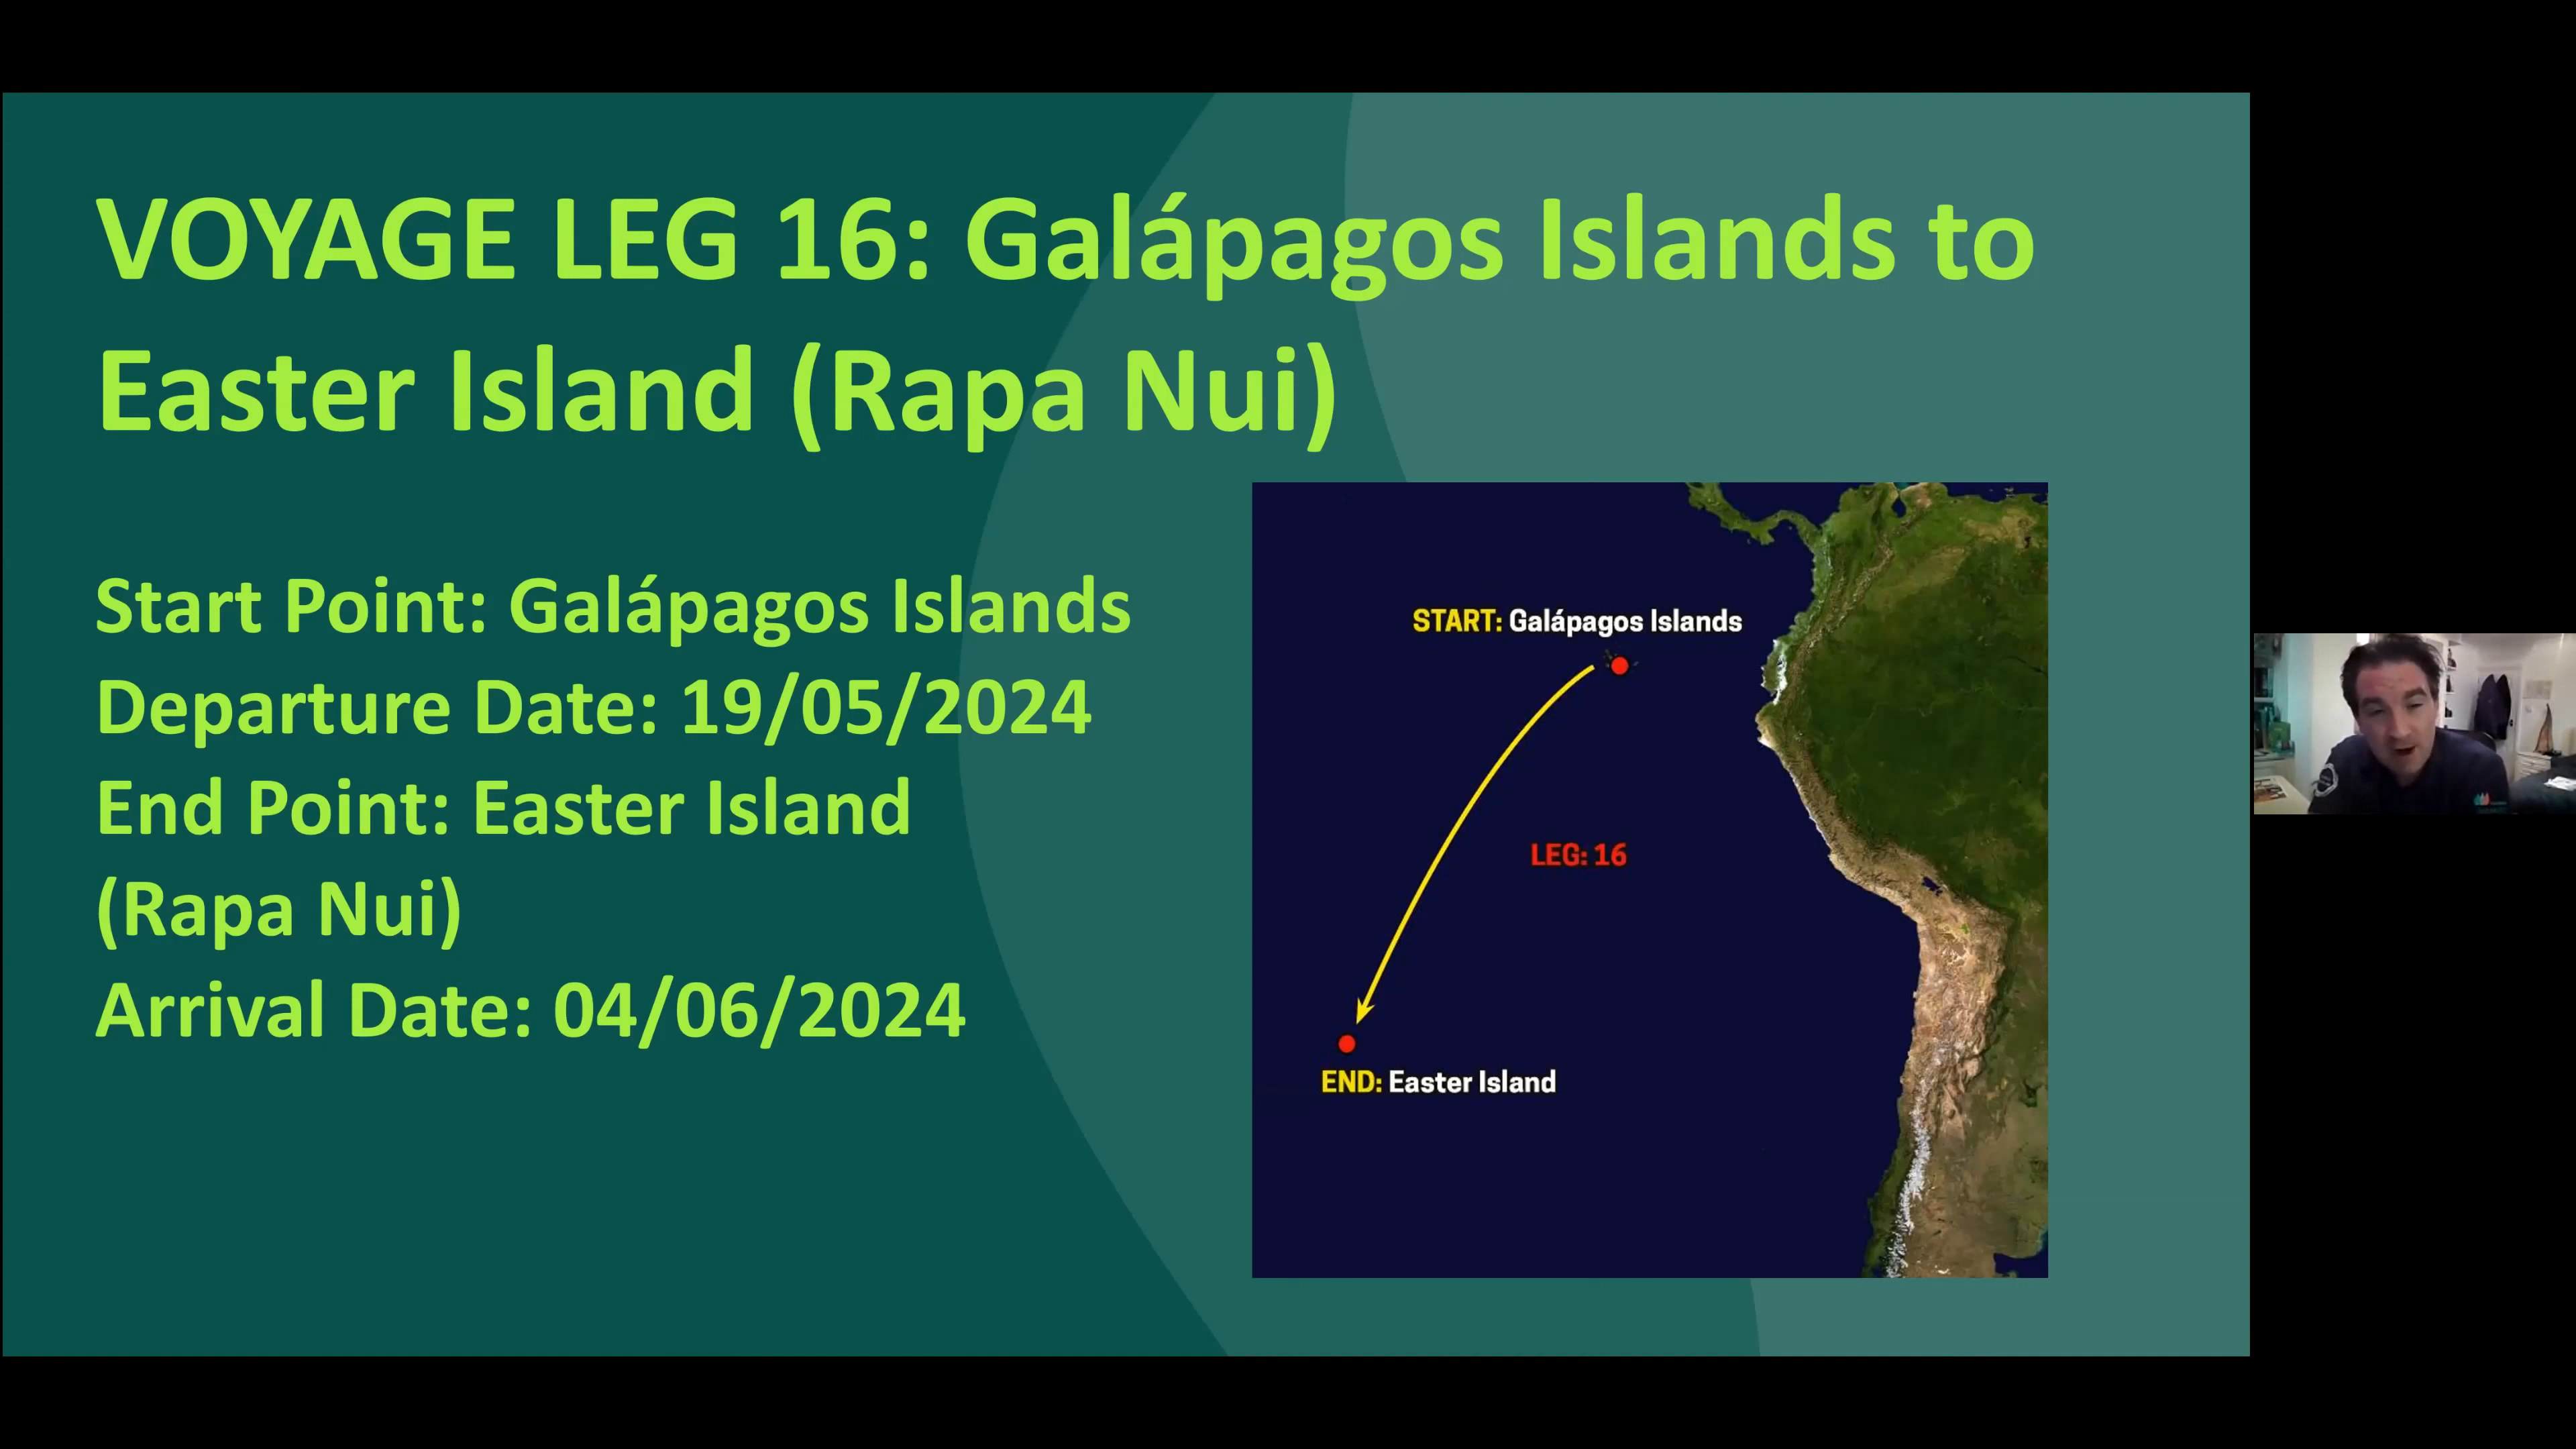 VOYAGE LEG 16: Galápagos Islands to
Easter Island (Rapa Nui)
Start Point: Galápagos Islands
Departure Date: 19/05/2024
End Point: Easter Island
(Rapa Nui)
Arrival Date: 04/06/2024
START: Galápagos Islands
LEG: 16
END: Easter Island